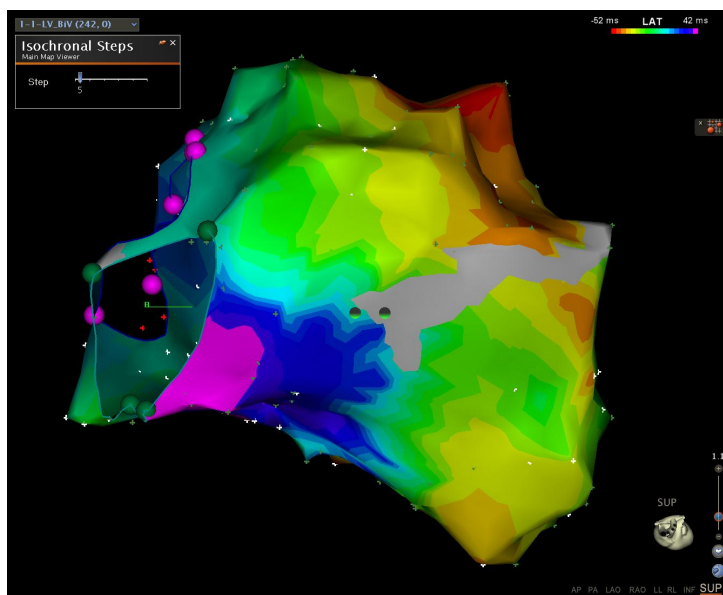 1-1-LV_BiV (242, 0)
-52 ms LAT 42 ms
Isochronal Steps
Main Map Viewer
Step
5
R
1.1
SUP
AP PA LAO RAO LL RL INF SUP